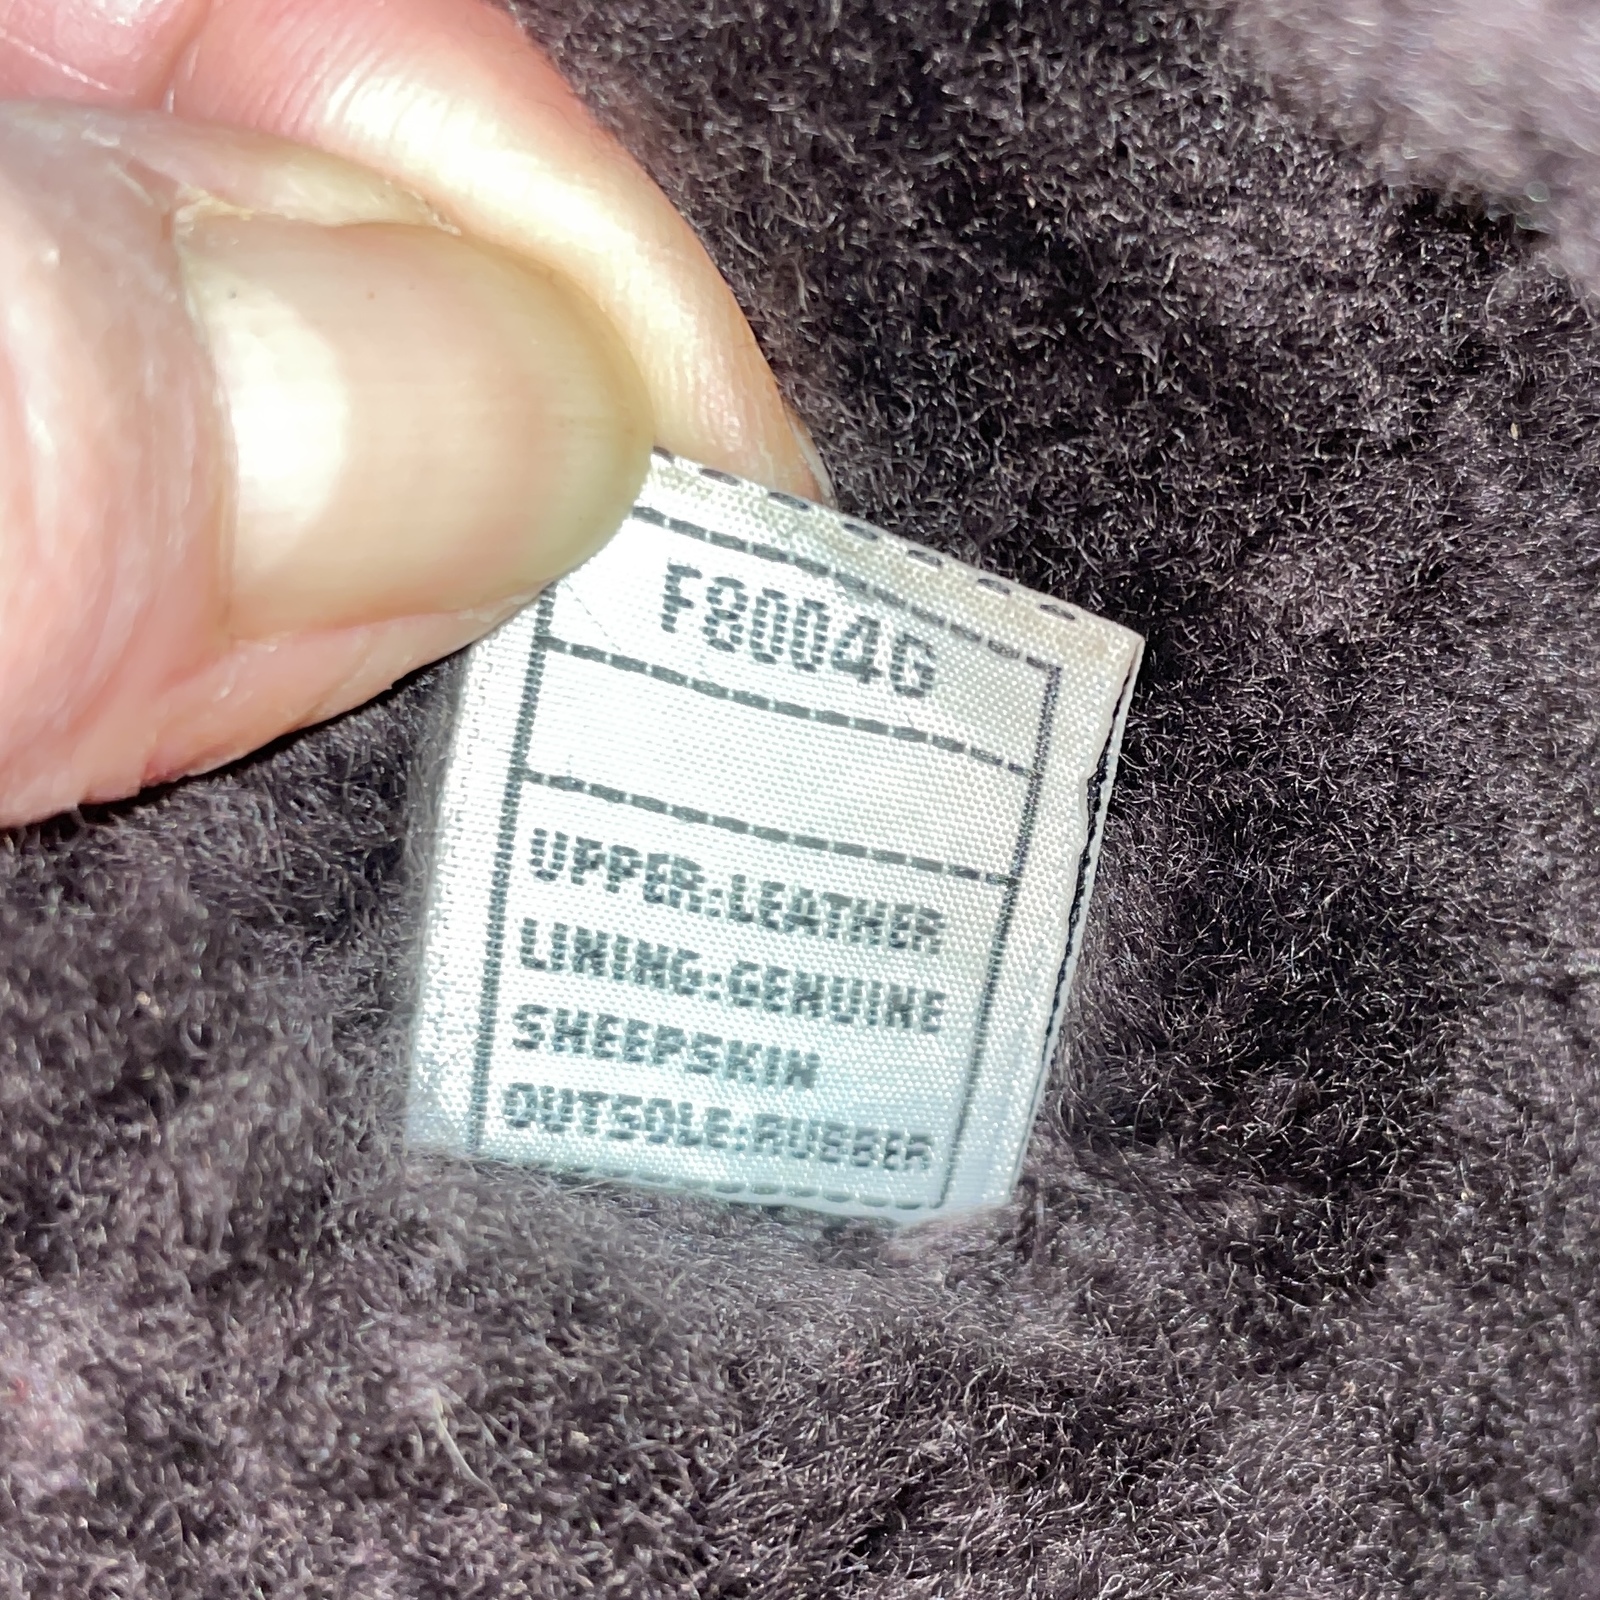 F8004G
UPPER:LEATHER
LINING:GENUINE
SHEEPSKIN
OUTSOLE:RUBBER